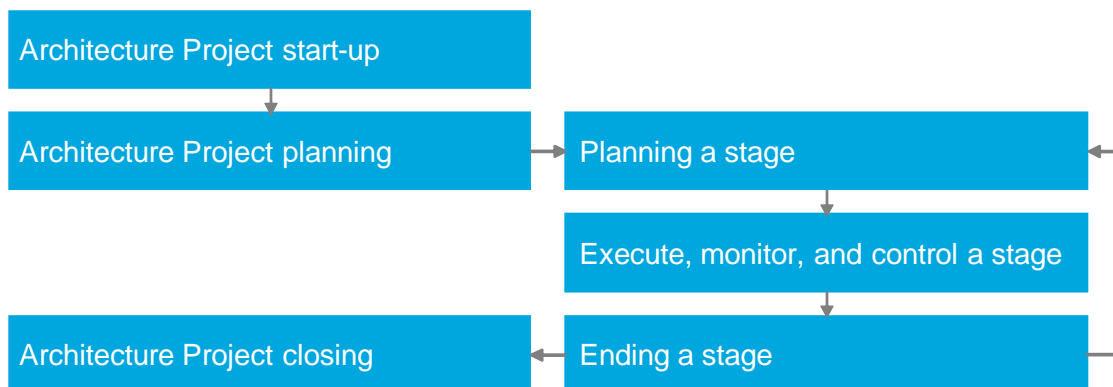 Architecture Project start-up
Architecture Project planning
Planning a stage
Execute, monitor, and control a stage
Architecture Project closing
Ending a stage